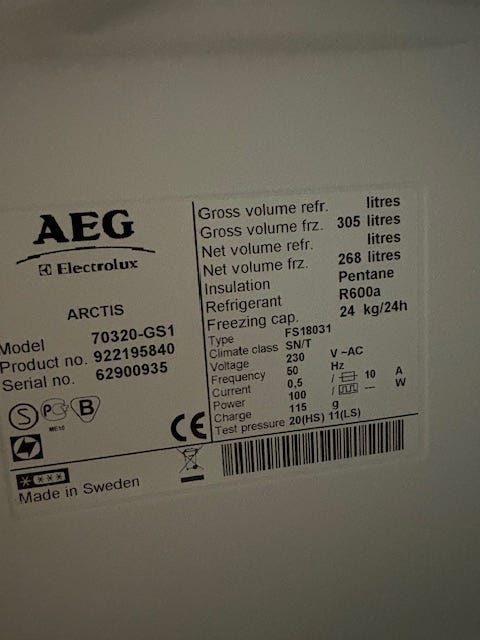 AEG
Electrolux
ARCTIS
Model 70320-GS1
Product no. 922195840
Serial no. 62900935
S PC B
ME10
CE
Made in Sweden
Gross volume refr. litres
Gross volume frz. 305 litres
Net volume refr. litres
Net volume frz. 268 litres
Insulation Pentane
Refrigerant R600a
Freezing cap. 24 kg/24h
Type FS18031
Climate class SN/T
Voltage 230 V ~AC
Frequency 50 Hz
Current 0,5 / 10 A
Power 100 / --- W
Charge 115 g
Test pressure 20(HS) 11(LS)